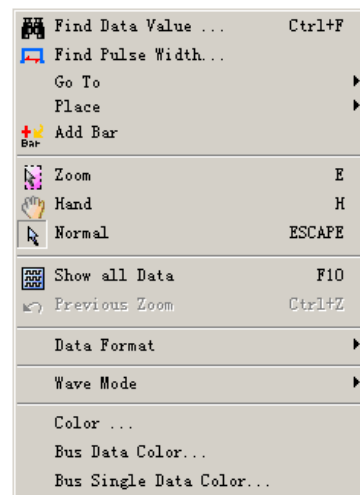 Find Data Value ... Ctrl+F
Find Pulse Width...
Go To
Place
Bar Add Bar
Zoom E
Hand H
Normal ESCAPE
Show all Data F10
Previous Zoom Ctrl+Z
Data Format
Wave Mode
Color ...
Bus Data Color...
Bus Single Data Color...